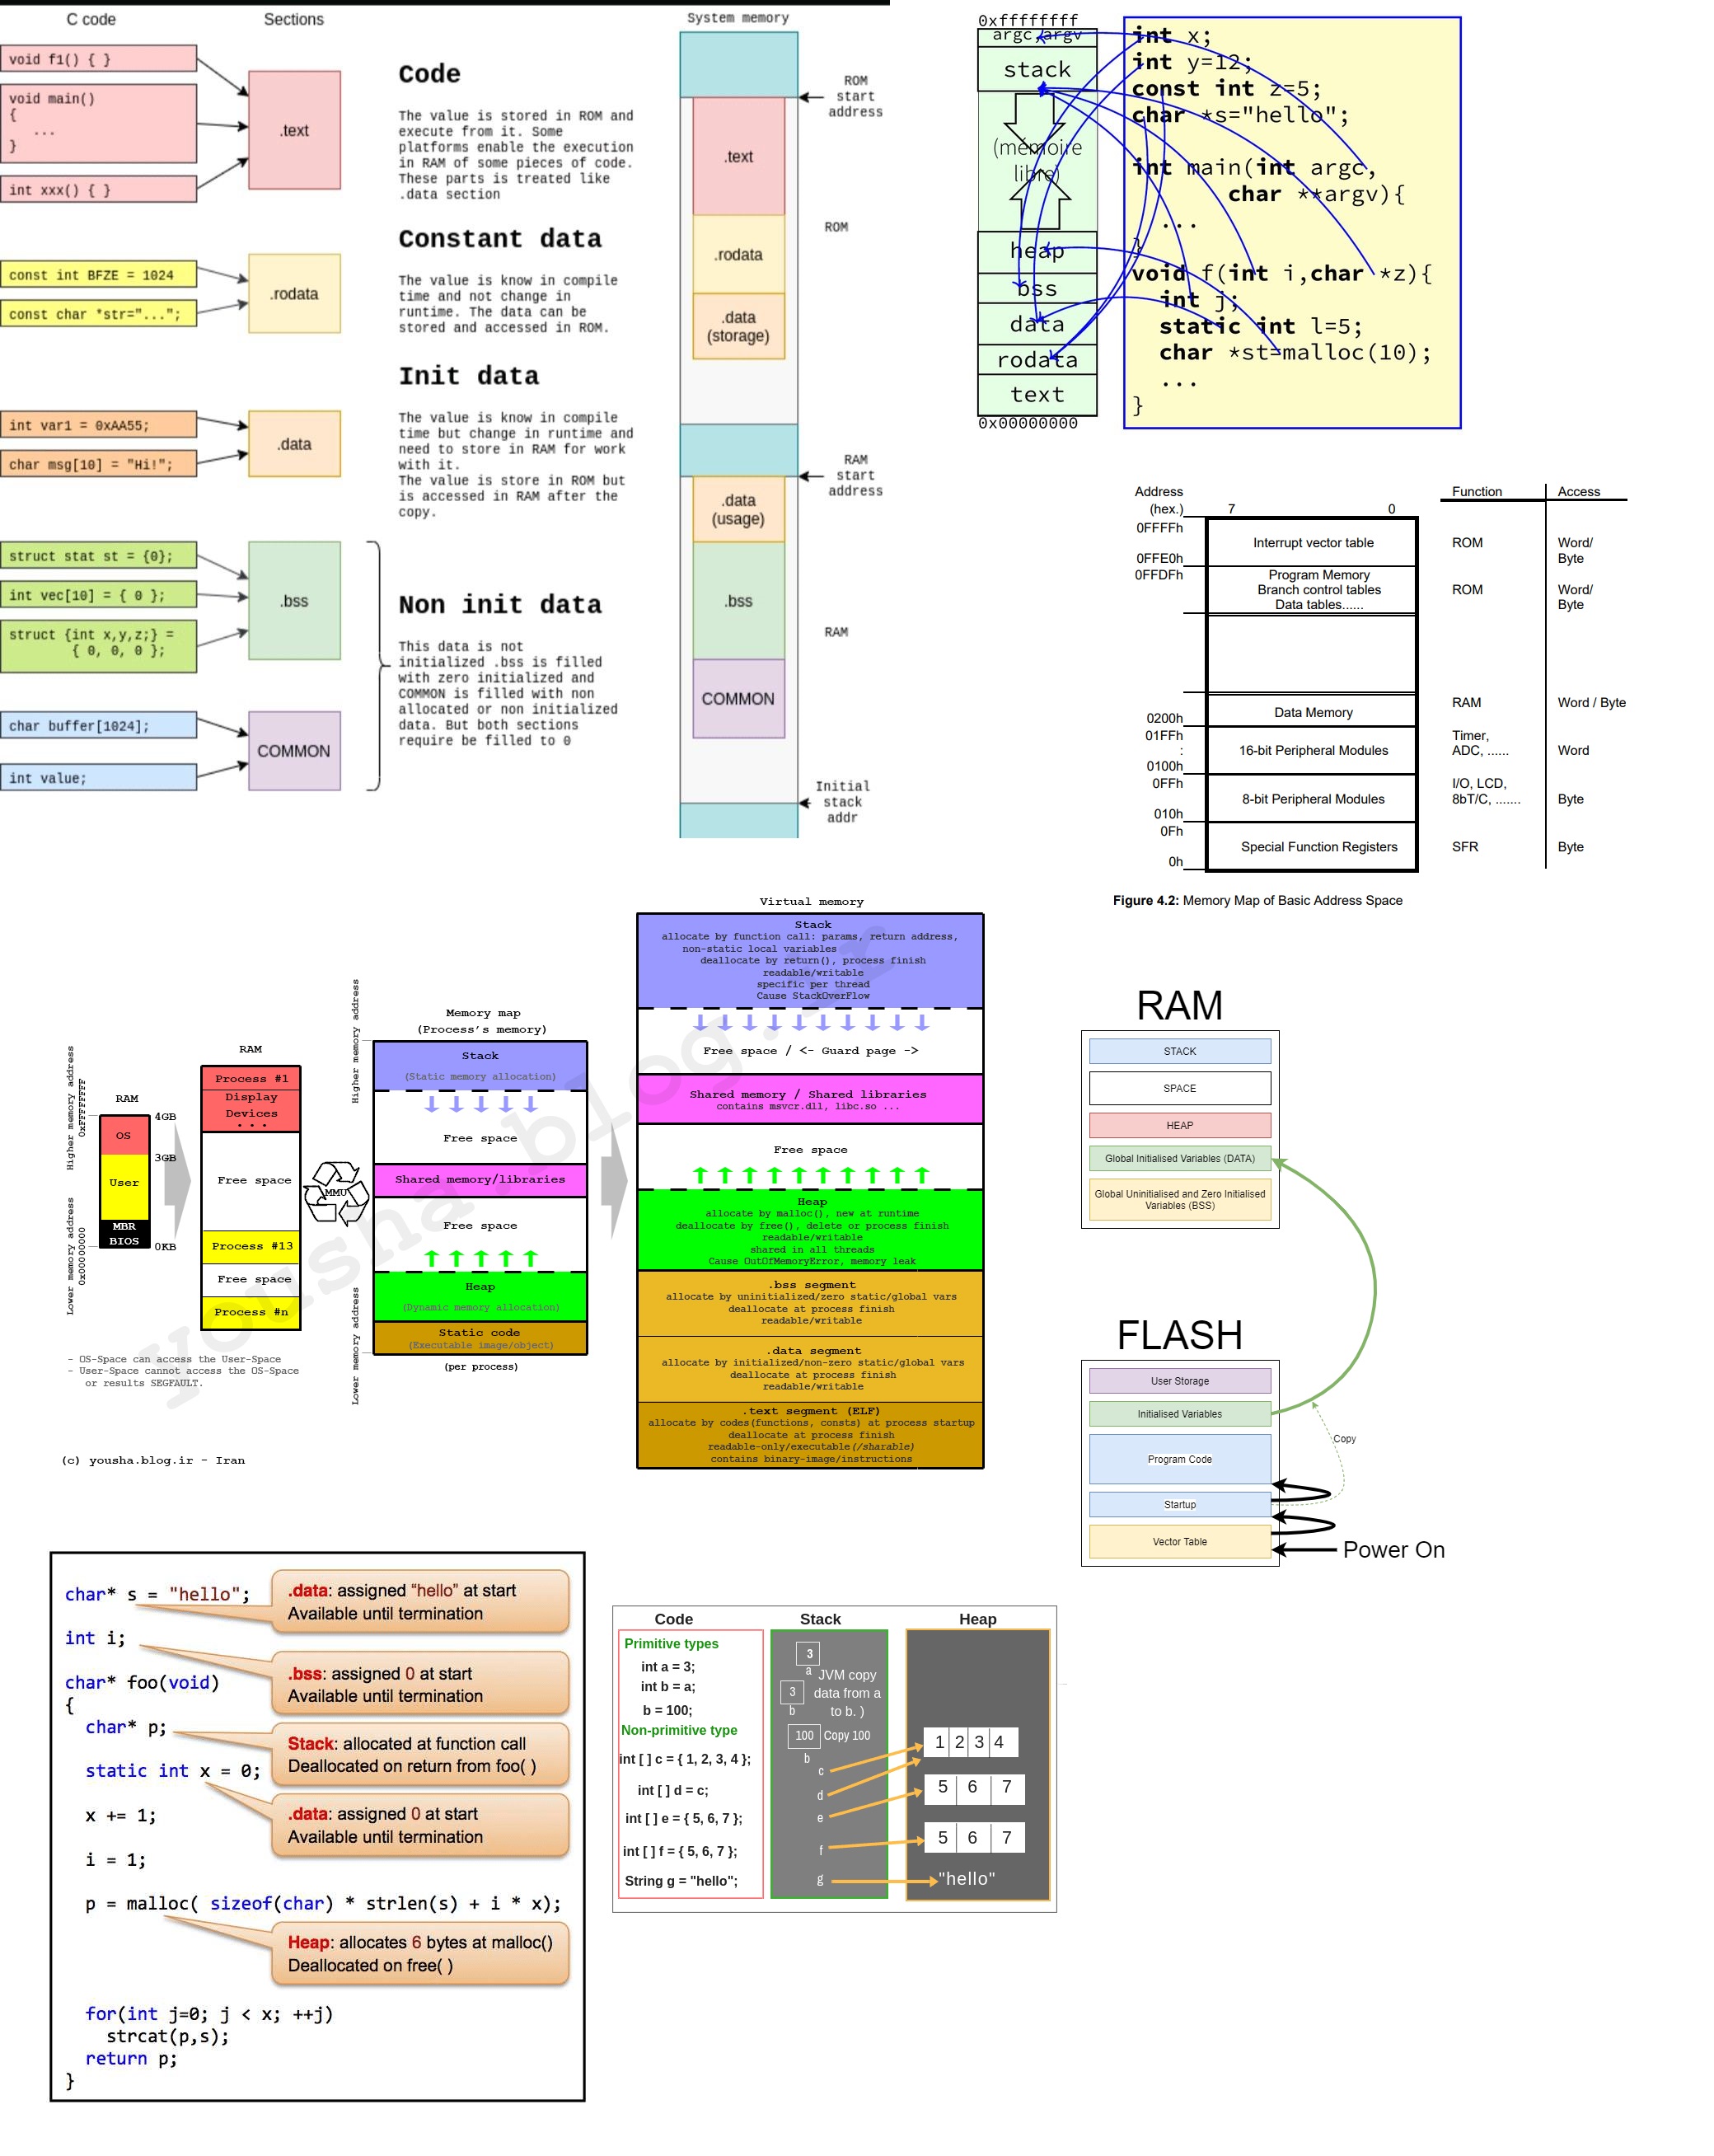 C code
Sections
System memory
void f1() { }
void main()
{
...
}
int xxx() { }
.text
Code
The value is stored in ROM and
execute from it. Some
platforms enable the execution
in RAM of some pieces of code.
These parts is treated like
.data section
const int BFZE = 1024
const char *str="...";
.rodata
Constant data
The value is know in compile
time and not change in
runtime. The data can be
stored and accessed in ROM.
int var1 = 0xAA55;
char msg[10] = "Hi!";
.data
Init data
The value is know in compile
time but change in runtime and
need to store in RAM for work
with it.
The value is store in ROM but
is accessed in RAM after the
copy.
struct stat st = {0};
int vec[10] = { 0 };
struct {int x,y,z;} =
{ 0, 0, 0 };
.bss
char buffer[1024];
int value;
COMMON
Non init data
This data is not
initialized .bss is filled
with zero initialized and
COMMON is filled with non
allocated or non initialized
data. But both sections
require be filled to 0
ROM
start
address
.text
ROM
.rodata
.data
(storage)
RAM
start
address
.data
(usage)
.bss
RAM
COMMON
Initial
stack
addr
0xffffffff
argc,argv
stack
(mémoire
libre)
heap
bss
data
rodata
text
0x00000000
int x;
int y=12;
const int z=5;
char *s="hello";
int main(int argc,
char **argv){
...
}
void f(int i,char *z){
int j;
static int l=5;
char *st=malloc(10);
...
}
Address
(hex.)
7 0
Function
Access
0FFFFh
Interrupt vector table
ROM
Word/
Byte
0FFE0h
0FFDFh
Program Memory
Branch control tables
Data tables......
ROM
Word/
Byte
Data Memory
RAM
Word / Byte
0200h
01FFh
:
0100h
16-bit Peripheral Modules
Timer,
ADC, ......
Word
0FFh
010h
8-bit Peripheral Modules
I/O, LCD,
8bT/C, .......
Byte
0Fh
0h
Special Function Registers
SFR
Byte
Figure 4.2: Memory Map of Basic Address Space
yousha.blog.ir
Higher memory address
0xFFFFFFFF
Lower memory address
0x00000000
RAM
4GB
OS
3GB
User
MBR
BIOS
0KB
RAM
Process #1
Display
Devices
...
Free space
Process #13
Free space
Process #n
MMU
- OS-Space can access the User-Space
- User-Space cannot access the OS-Space
or results SEGFAULT.
(c) yousha.blog.ir - Iran
Higher memory address
Lower memory address
Memory map
(Process's memory)
Stack
(Static memory allocation)
Free space
Shared memory/libraries
Free space
Heap
(Dynamic memory allocation)
Static code
(Executable image/object)
(per process)
Virtual memory
Stack
allocate by function call: params, return address,
non-static local variables
deallocate by return(), process finish
readable/writable
specific per thread
Cause StackOverFlow
Free space / <- Guard page ->
Shared memory / Shared libraries
contains msvcr.dll, libc.so ...
Free space
Heap
allocate by malloc(), new at runtime
deallocate by free(), delete or process finish
readable/writable
shared in all threads
Cause OutOfMemoryError, memory leak
.bss segment
allocate by uninitialized/zero static/global vars
deallocate at process finish
readable/writable
.data segment
allocate by initialized/non-zero static/global vars
deallocate at process finish
readable/writable
.text segment (ELF)
allocate by codes(functions, consts) at process startup
deallocate at process finish
readable-only/executable(/sharable)
contains binary-image/instructions
RAM
STACK
SPACE
HEAP
Global Initialised Variables (DATA)
Global Uninitialised and Zero Initialised
Variables (BSS)
FLASH
User Storage
Initialised Variables
Copy
Program Code
Startup
Vector Table
Power On
char* s = "hello";
.data: assigned “hello” at start
Available until termination
int i;
.bss: assigned 0 at start
Available until termination
char* foo(void)
{
char* p;
Stack: allocated at function call
Deallocated on return from foo( )
static int x = 0;
.data: assigned 0 at start
Available until termination
x += 1;
i = 1;
p = malloc( sizeof(char) * strlen(s) + i * x);
Heap: allocates 6 bytes at malloc()
Deallocated on free( )
for(int j=0; j < x; ++j)
strcat(p,s);
return p;
}
Code
Stack
Heap
Primitive types
int a = 3;
int b = a;
b = 100;
Non-primitive type
int [ ] c = { 1, 2, 3, 4 };
int [ ] d = c;
int [ ] e = { 5, 6, 7 };
int [ ] f = { 5, 6, 7 };
String g = "hello";
3
a
JVM copy
data from a
to b. )
3
b
100
Copy 100
b
c
d
e
f
g
1 2 3 4
5 6 7
5 6 7
"hello"